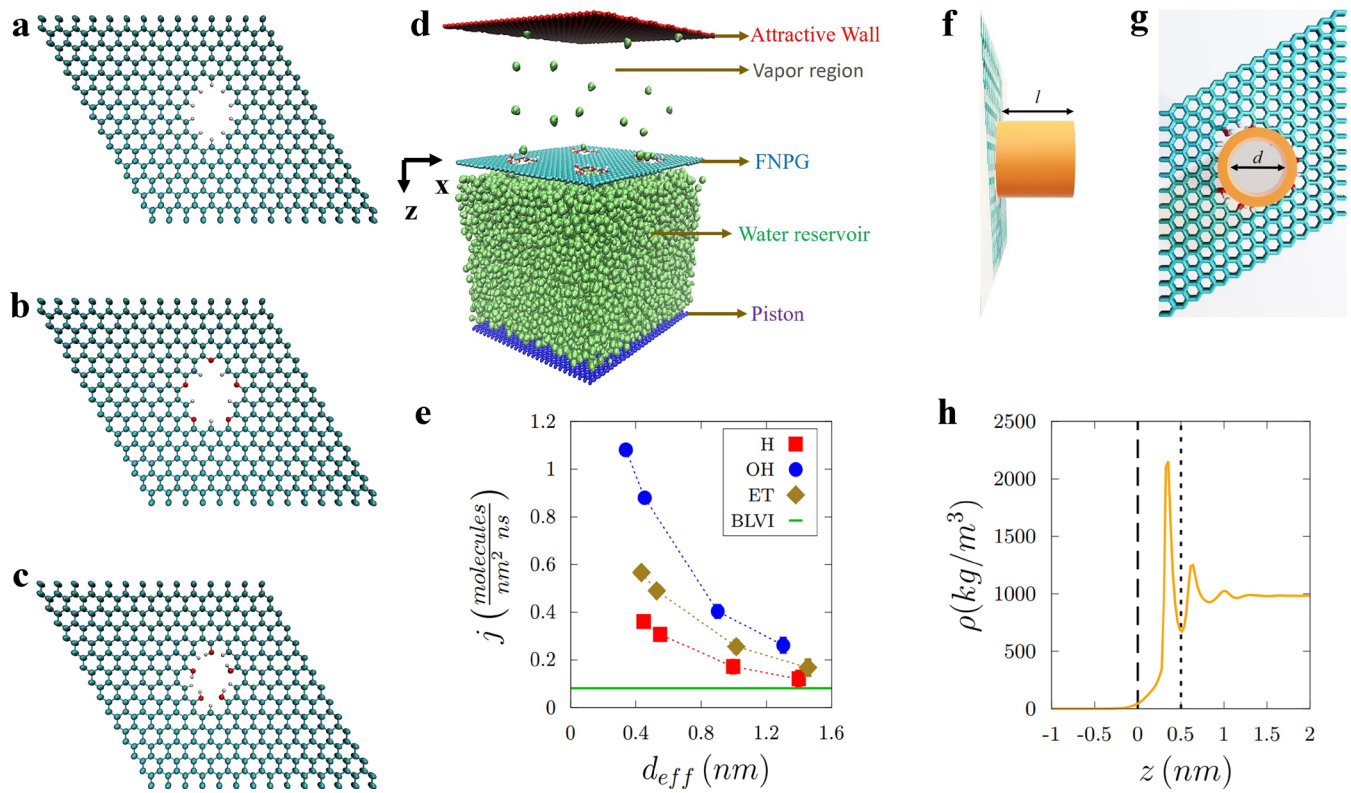 a
b
c
d
Attractive Wall
Vapor region
FNPG
Water reservoir
Piston
x
z
e
1.2
1
0.8
0.6
0.4
0.2
0
j (molecules / nm² ns)
H
OH
ET
BLVI
0 0.4 0.8 1.2 1.6
d_eff (nm)
f
l
g
d
h
2500
2000
1500
1000
500
0
ρ(kg/m³)
-1 -0.5 0 0.5 1 1.5 2
z (nm)